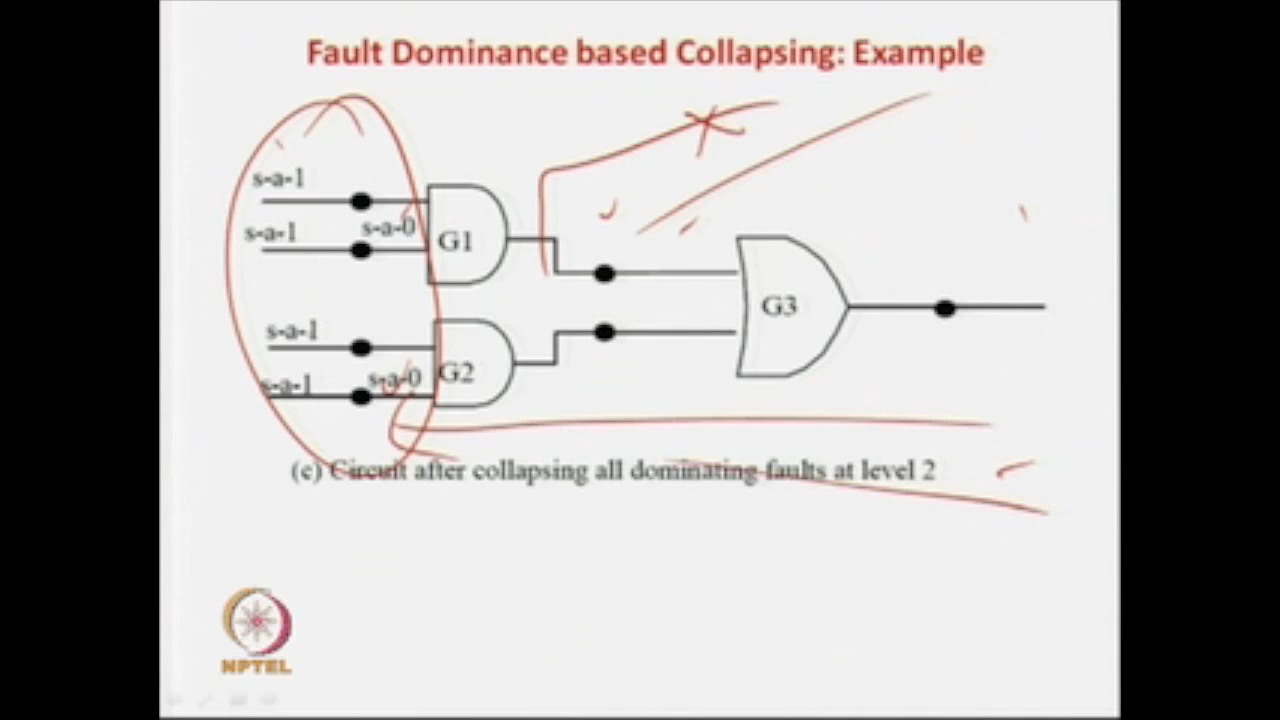 Fault Dominance based Collapsing: Example
s-a-1
s-a-1 s-a-0
G1
s-a-1
s-a-1 s-a-0
G2
G3
(c) Circuit after collapsing all dominating faults at level 2
NPTEL